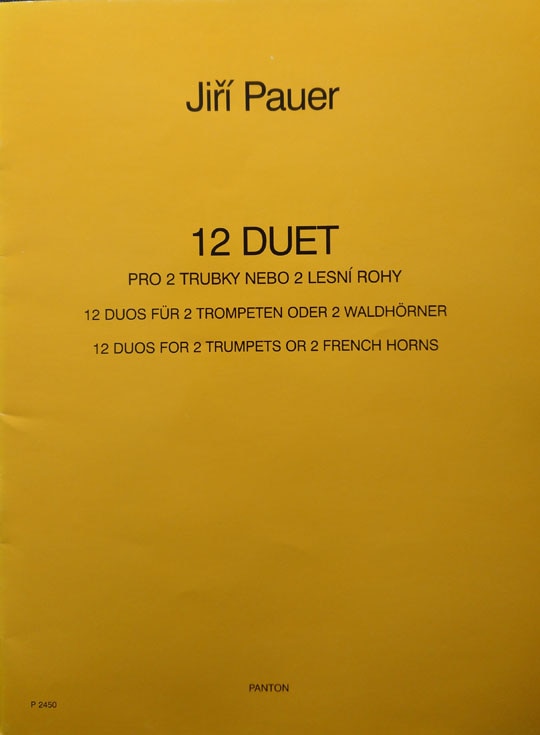 Jiří Pauer
12 DUET
PRO 2 TRUBKY NEBO 2 LESNÍ ROHY
12 DUOS FÜR 2 TROMPETEN ODER 2 WALDHÖRNER
12 DUOS FOR 2 TRUMPETS OR 2 FRENCH HORNS
PANTON
P 2450